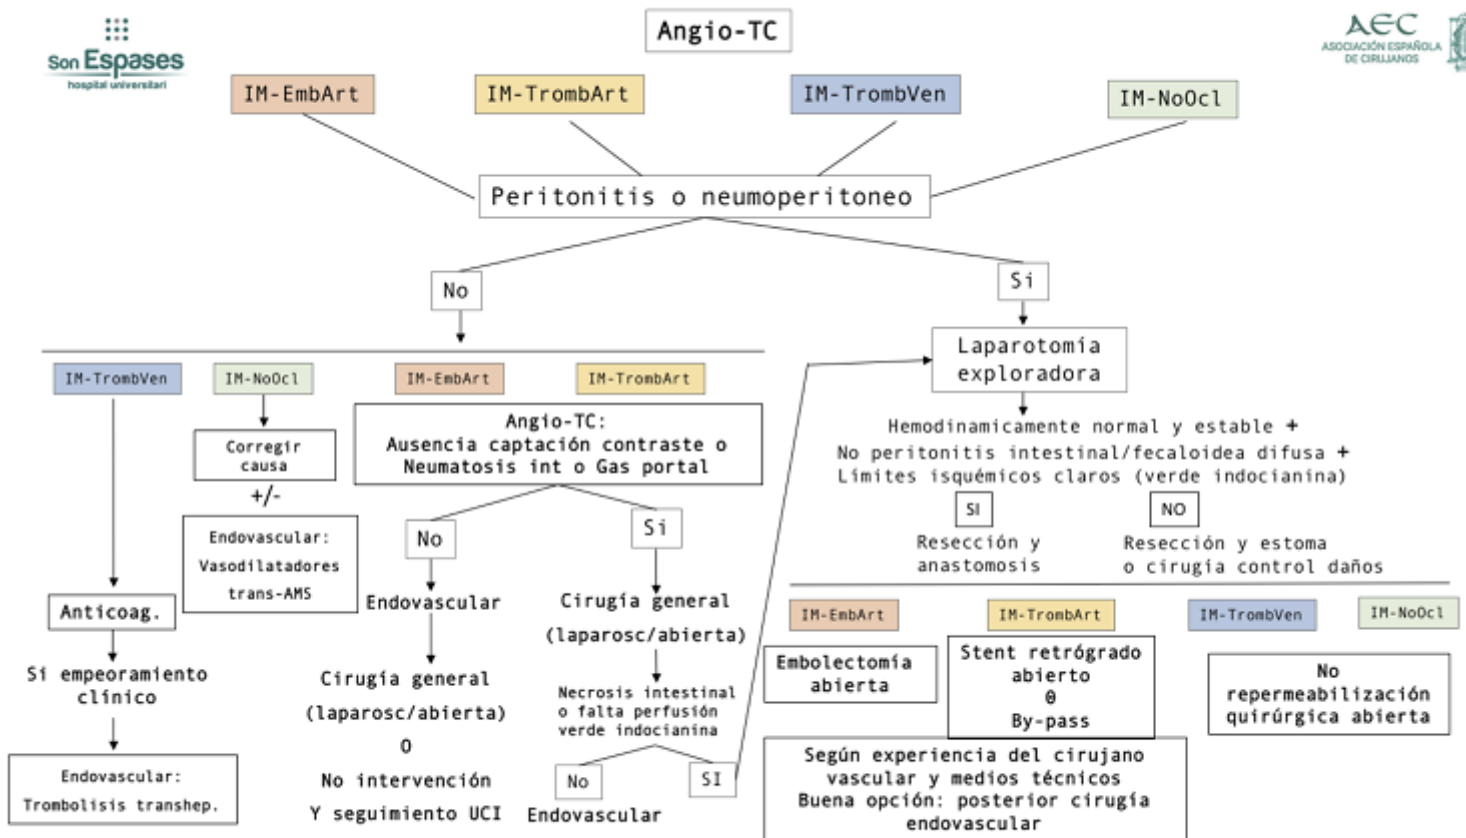 Son Espases
hospital universitari
Angio-TC
AEC
ASOCIACIÓN ESPAÑOLA
DE CIRUJANOS
IM-EmbArt
IM-TrombArt
IM-TrombVen
IM-NoOcl
Peritonitis o neumoperitoneo
No
Si
IM-TrombVen
IM-NoOcl
IM-EmbArt
IM-TrombArt
Corregir
causa
+/-
Endovascular:
Vasodilatadores
trans-AMS
Anticoag.
Si empeoramiento
clínico
Endovascular:
Trombolisis transhep.
Angio-TC:
Ausencia captación contraste o
Neumatosis int o Gas portal
No
Endovascular
Cirugía general
(laparosc/abierta)
O
No intervención
Y seguimiento UCI
Si
Cirugía general
(laparosc/abierta)
Necrosis intestinal
o falta perfusión
verde indocianina
No
SI
Endovascular
Laparotomía
exploradora
Hemodinamicamente normal y estable +
No peritonitis intestinal/fecaloidea difusa +
Límites isquémicos claros (verde indocianina)
SI
NO
Resección y
anastomosis
Resección y estoma
o cirugía control daños
IM-EmbArt
IM-TrombArt
IM-TrombVen
IM-NoOcl
Embolectomía
abierta
Stent retrógrado
abierto
O
By-pass
No
repermeabilización
quirúrgica abierta
Según experiencia del cirujano
vascular y medios técnicos
Buena opción: posterior cirugía
endovascular